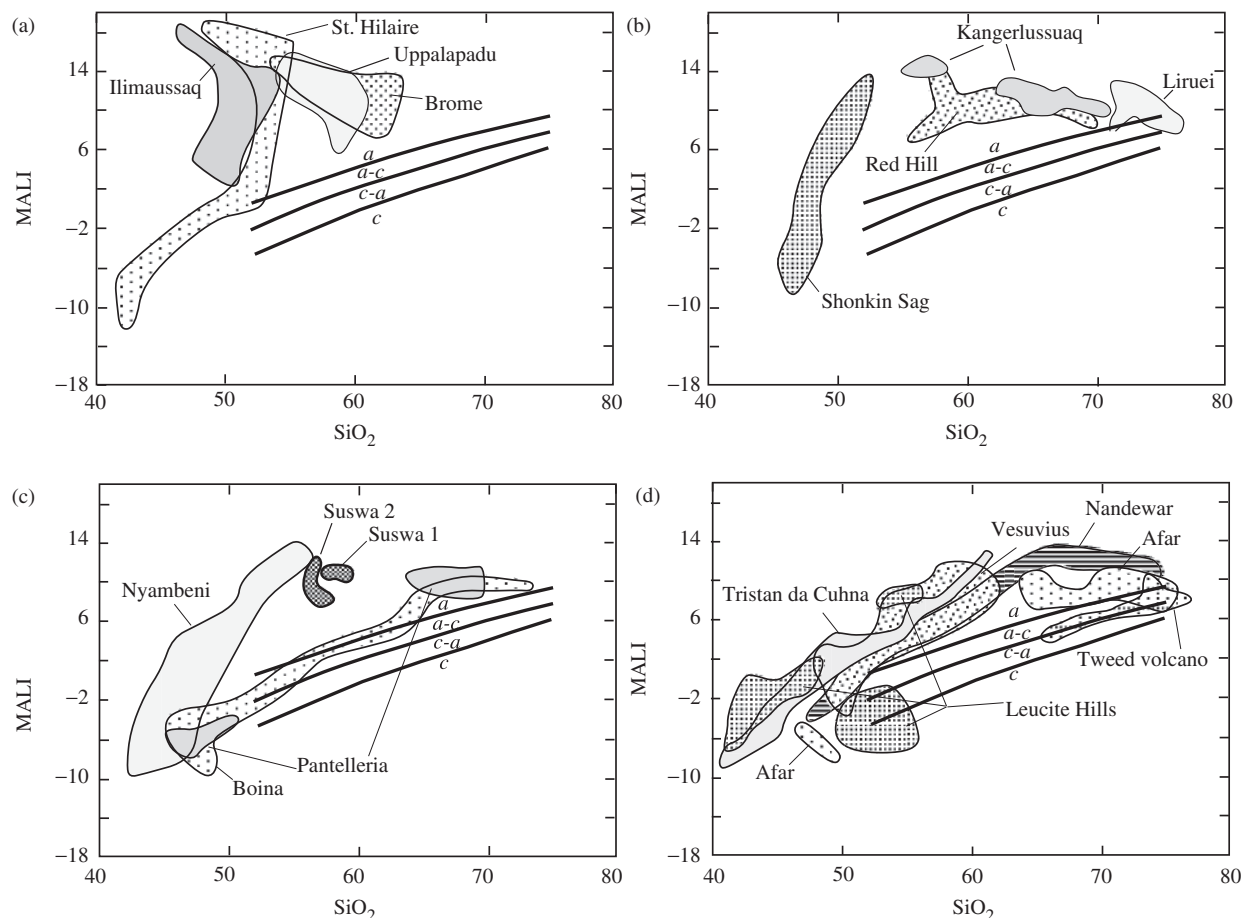 (a)
St. Hilaire
Uppalapadu
Ilimaussaq
Brome
14
6
−2
−10
−18
MALI
a
a-c
c-a
c
40
50
60
70
80
SiO2
(b)
Kangerlussuaq
Liruei
Red Hill
Shonkin Sag
14
6
−2
−10
−18
MALI
a
a-c
c-a
c
40
50
60
70
80
SiO2
(c)
Suswa 2
Suswa 1
Nyambeni
Pantelleria
Boina
14
6
−2
−10
−18
MALI
a
a-c
c-a
c
40
50
60
70
80
SiO2
(d)
Nandewar
Vesuvius
Afar
Tristan da Cuhna
Tweed volcano
Leucite Hills
Afar
14
6
−2
−10
−18
MALI
a
a-c
c-a
c
40
50
60
70
80
SiO2